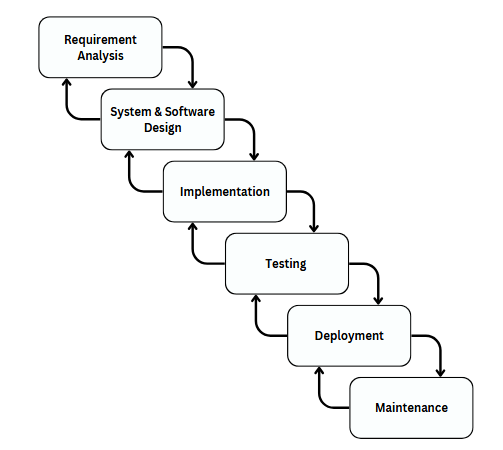 Requirement
Analysis
System & Software
Design
Implementation
Testing
Deployment
Maintenance